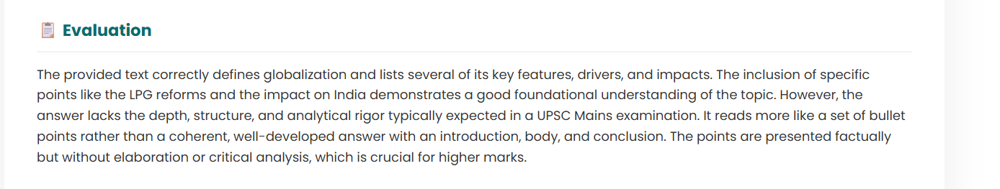 Evaluation
The provided text correctly defines globalization and lists several of its key features, drivers, and impacts. The inclusion of specific
points like the LPG reforms and the impact on India demonstrates a good foundational understanding of the topic. However, the
answer lacks the depth, structure, and analytical rigor typically expected in a UPSC Mains examination. It reads more like a set of bullet
points rather than a coherent, well-developed answer with an introduction, body, and conclusion. The points are presented factually
but without elaboration or critical analysis, which is crucial for higher marks.